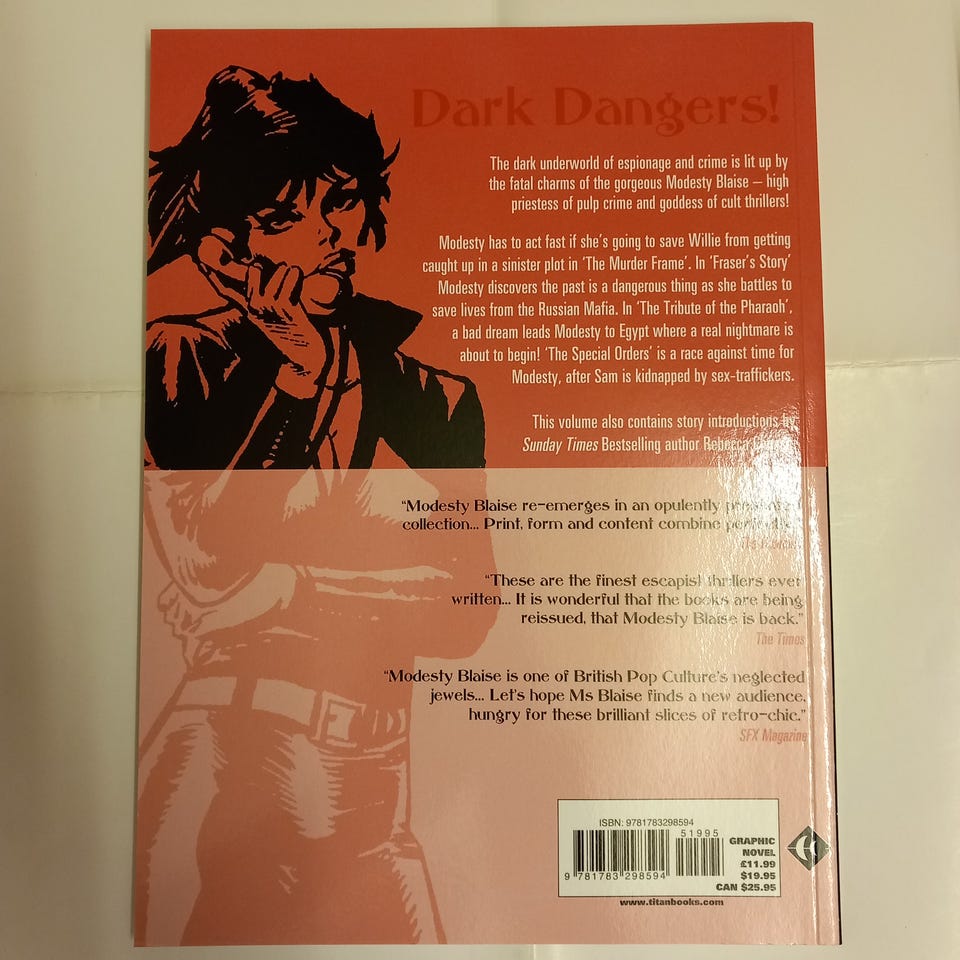 Dark Dangers!
The dark underworld of espionage and crime is lit up by
the fatal charms of the gorgeous Modesty Blaise – high
priestess of pulp crime and goddess of cult thrillers!
Modesty has to act fast if she's going to save Willie from getting
caught up in a sinister plot in 'The Murder Frame'. In 'Fraser's Story'
Modesty discovers the past is a dangerous thing as she battles to
save lives from the Russian Mafia. In 'The Tribute of the Pharaoh',
a bad dream leads Modesty to Egypt where a real nightmare is
about to begin! 'The Special Orders' is a race against time for
Modesty, after Sam is kidnapped by sex-traffickers.
This volume also contains story introductions by
Sunday Times Bestselling author Rebecca
“Modesty Blaise re-emerges in an opulently
collection... Print, form and content combine
“These are the finest escapist thrillers ever
written... It is wonderful that the books are being
reissued, that Modesty Blaise is back.”
The Times
“Modesty Blaise is one of British Pop Culture's neglected
jewels... Let's hope Ms Blaise finds a new audience,
hungry for these brilliant slices of retro-chic.”
SFX Magazine
ISBN: 9781783298594
51995
GRAPHIC
NOVEL
£11.99
$19.95
CAN $25.95
9 781783 298594
www.titanbooks.com